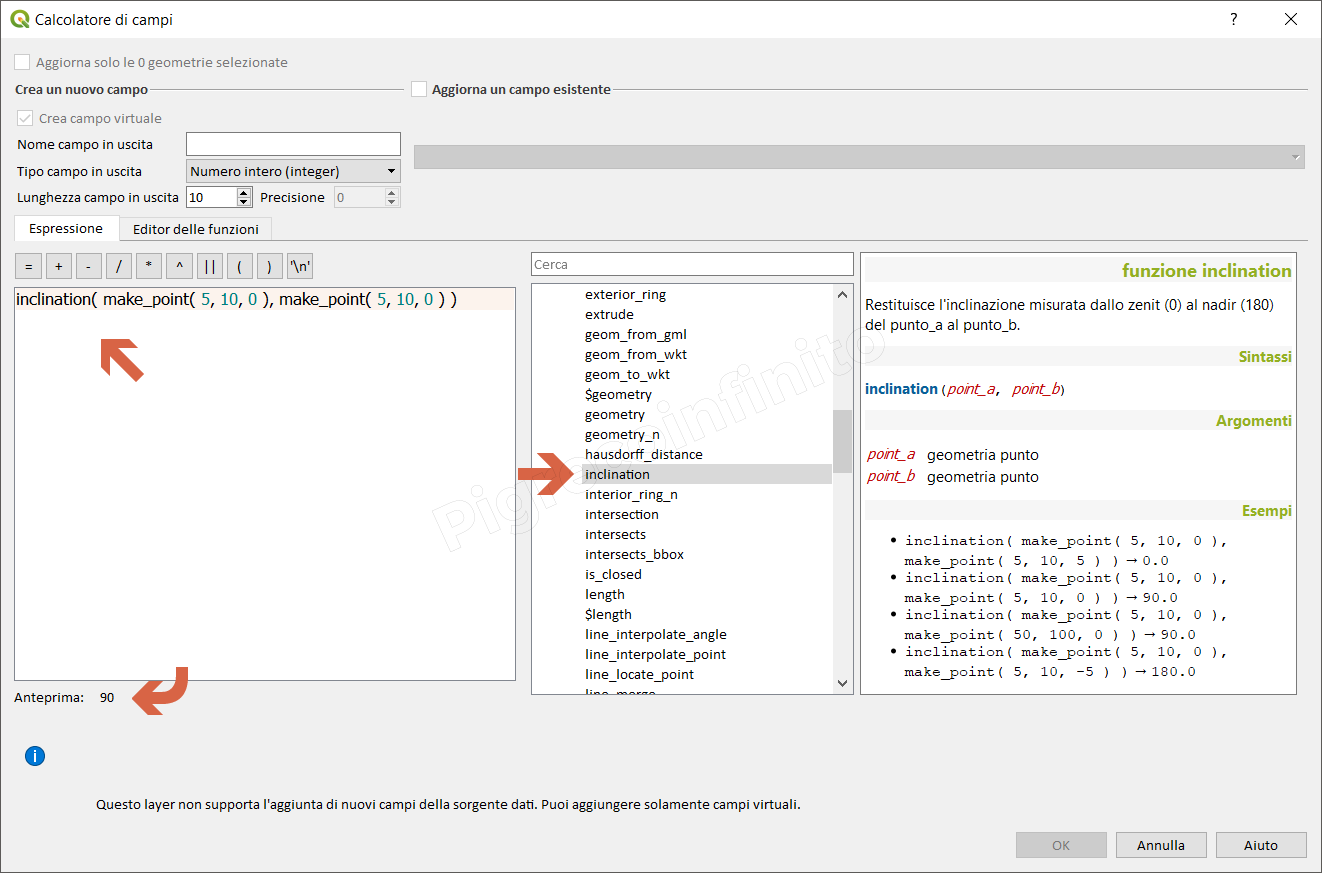 Calcolatore di campi
?
Aggiorna solo le 0 geometrie selezionate
Crea un nuovo campo
Aggiorna un campo esistente
Crea campo virtuale
Nome campo in uscita
Tipo campo in uscita
Numero intero (integer)
Lunghezza campo in uscita
10
Precisione
0
Espressione
Editor delle funzioni
= + - / * ^ || ( ) '\n'
inclination( make_point( 5, 10, 0 ), make_point( 5, 10, 0 ) )
Anteprima: 90
Cerca
exterior_ring
extrude
geom_from_gml
geom_from_wkt
geom_to_wkt
$geometry
geometry
geometry_n
hausdorff_distance
inclination
interior_ring_n
intersection
intersects
intersects_bbox
is_closed
length
$length
line_interpolate_angle
line_interpolate_point
line_locate_point
line_merge
funzione inclination
Restituisce l'inclinazione misurata dallo zenit (0) al nadir (180)
del punto_a al punto_b.
Sintassi
inclination (point_a, point_b)
Argomenti
point_a geometria punto
point_b geometria punto
Esempi
• inclination( make_point( 5, 10, 0 ),
make_point( 5, 10, 5 ) ) → 0.0
• inclination( make_point( 5, 10, 0 ),
make_point( 5, 10, 0 ) ) → 90.0
• inclination( make_point( 5, 10, 0 ),
make_point( 50, 100, 0 ) ) → 90.0
• inclination( make_point( 5, 10, 0 ),
make_point( 5, 10, -5 ) ) → 180.0
Questo layer non supporta l'aggiunta di nuovi campi della sorgente dati. Puoi aggiungere solamente campi virtuali.
OK
Annulla
Aiuto